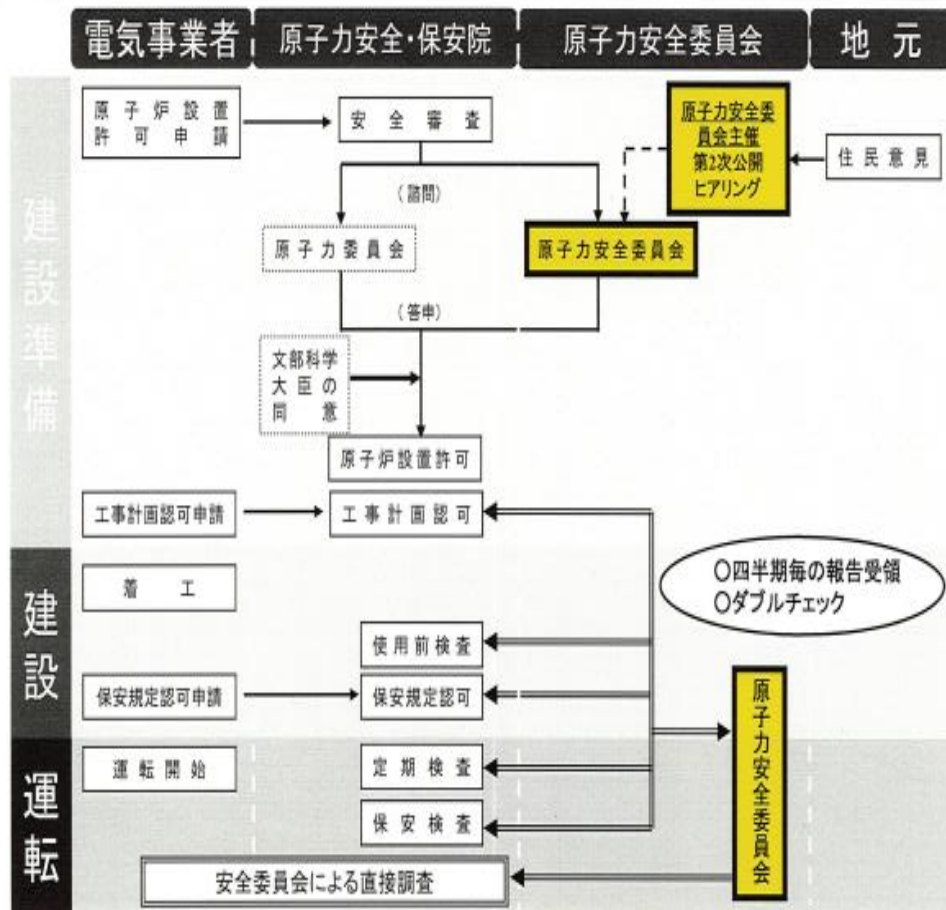 電気事業者
原子力安全・保安院
原子力安全委員会
地元
建設準備
原子炉設置
許可申請
安全審査
原子力安全委
員会主催
第2次公開
ヒアリング
住民意見
(諮問)
原子力委員会
原子力安全委員会
(答申)
文部科学
大臣の
同意
原子炉設置許可
工事計画認可申請
工事計画認可
建設
着工
○四半期毎の報告受領
○ダブルチェック
使用前検査
保安規定認可申請
保安規定認可
原子力安全委員会
運転
運転開始
定期検査
保安検査
安全委員会による直接調査